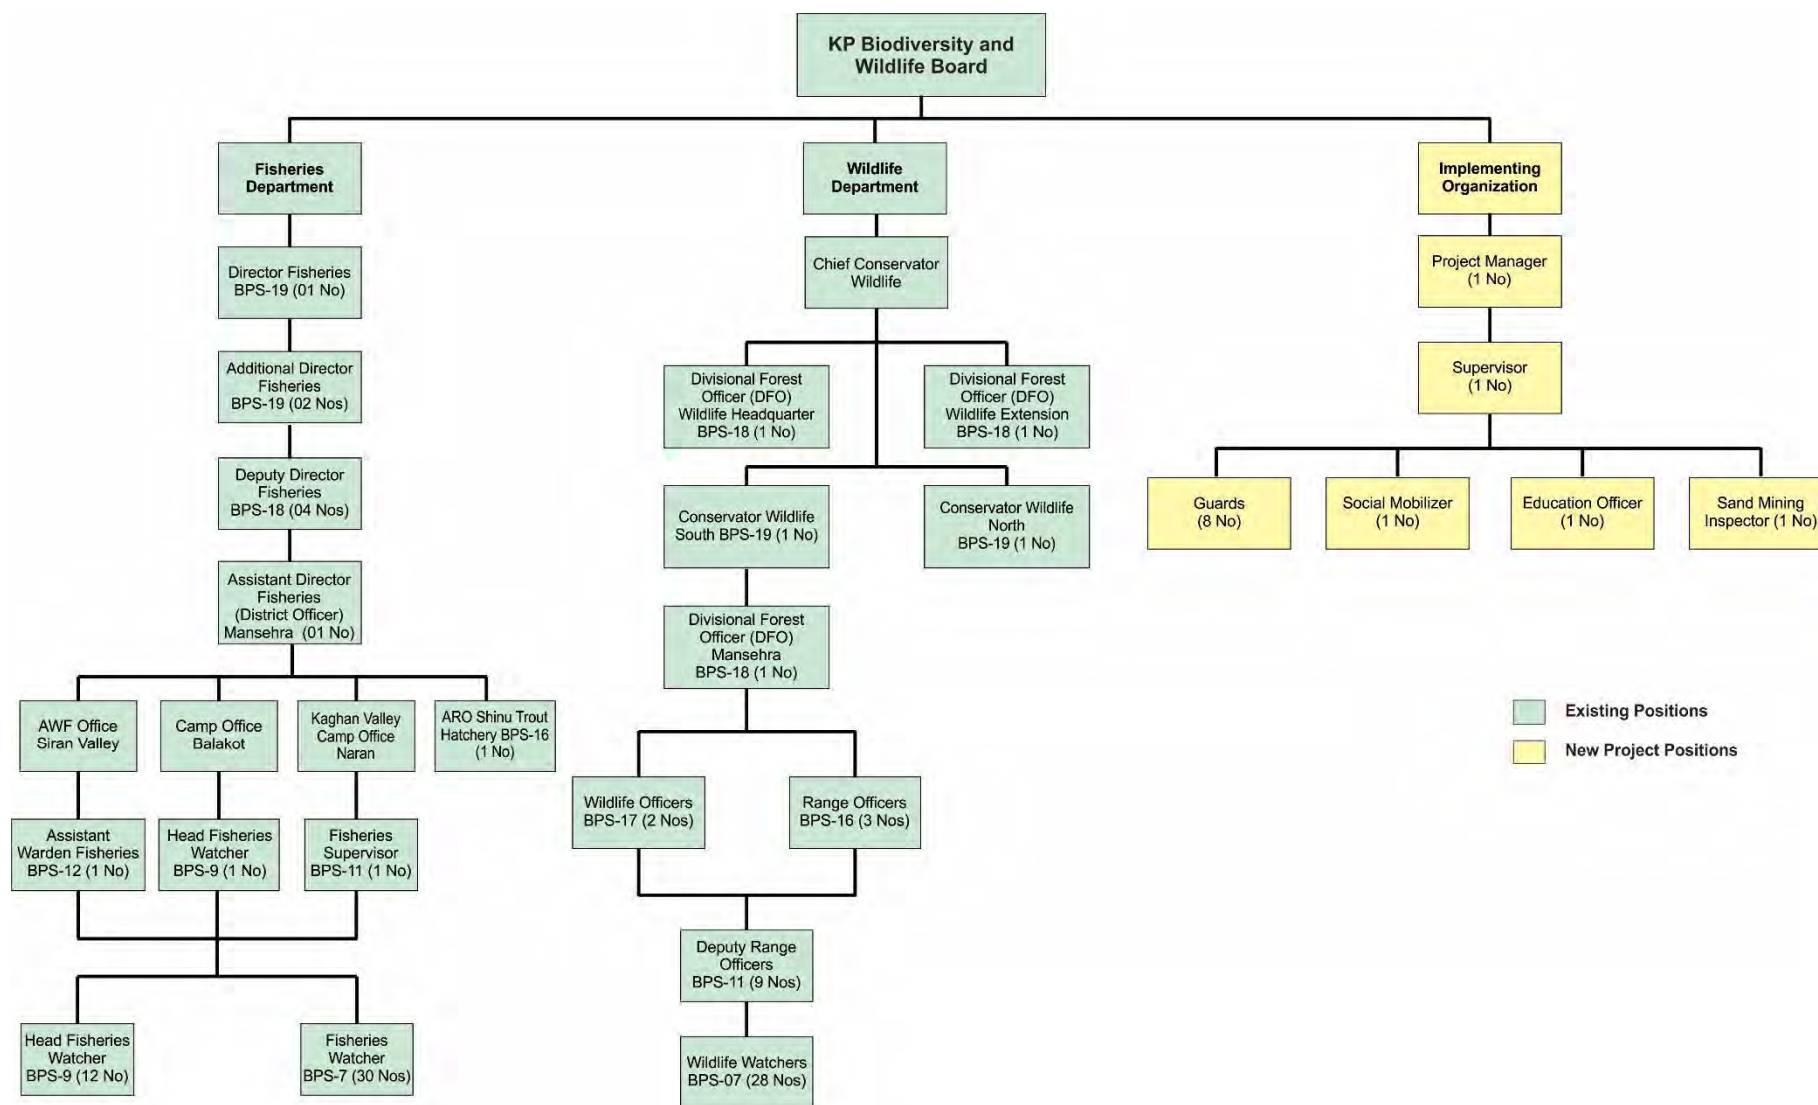 KP Biodiversity and
Wildlife Board
Fisheries
Department
Wildlife
Department
Implementing
Organization
Director Fisheries
BPS-19 (01 No)
Chief Conservator
Wildlife
Project Manager
(1 No)
Additional Director
Fisheries
BPS-19 (02 Nos)
Divisional Forest
Officer (DFO)
Wildlife Headquarter
BPS-18 (1 No)
Divisional Forest
Officer (DFO)
Wildlife Extension
BPS-18 (1 No)
Supervisor
(1 No)
Deputy Director
Fisheries
BPS-18 (04 Nos)
Conservator Wildlife
South BPS-19 (1 No)
Conservator Wildlife
North
BPS-19 (1 No)
Guards
(8 No)
Social Mobilizer
(1 No)
Education Officer
(1 No)
Sand Mining
Inspector (1 No)
Assistant Director
Fisheries
(District Officer)
Mansehra (01 No)
Divisional Forest
Officer (DFO)
Mansehra
BPS-18 (1 No)
AWF Office
Siran Valley
Camp Office
Balakot
Kaghan Valley
Camp Office
Naran
ARO Shinu Trout
Hatchery BPS-16
(1 No)
Existing Positions
New Project Positions
Wildlife Officers
BPS-17 (2 Nos)
Range Officers
BPS-16 (3 Nos)
Assistant
Warden Fisheries
BPS-12 (1 No)
Head Fisheries
Watcher
BPS-9 (1 No)
Fisheries
Supervisor
BPS-11 (1 No)
Deputy Range
Officers
BPS-11 (9 Nos)
Head Fisheries
Watcher
BPS-9 (12 No)
Fisheries
Watcher
BPS-7 (30 Nos)
Wildlife Watchers
BPS-07 (28 Nos)